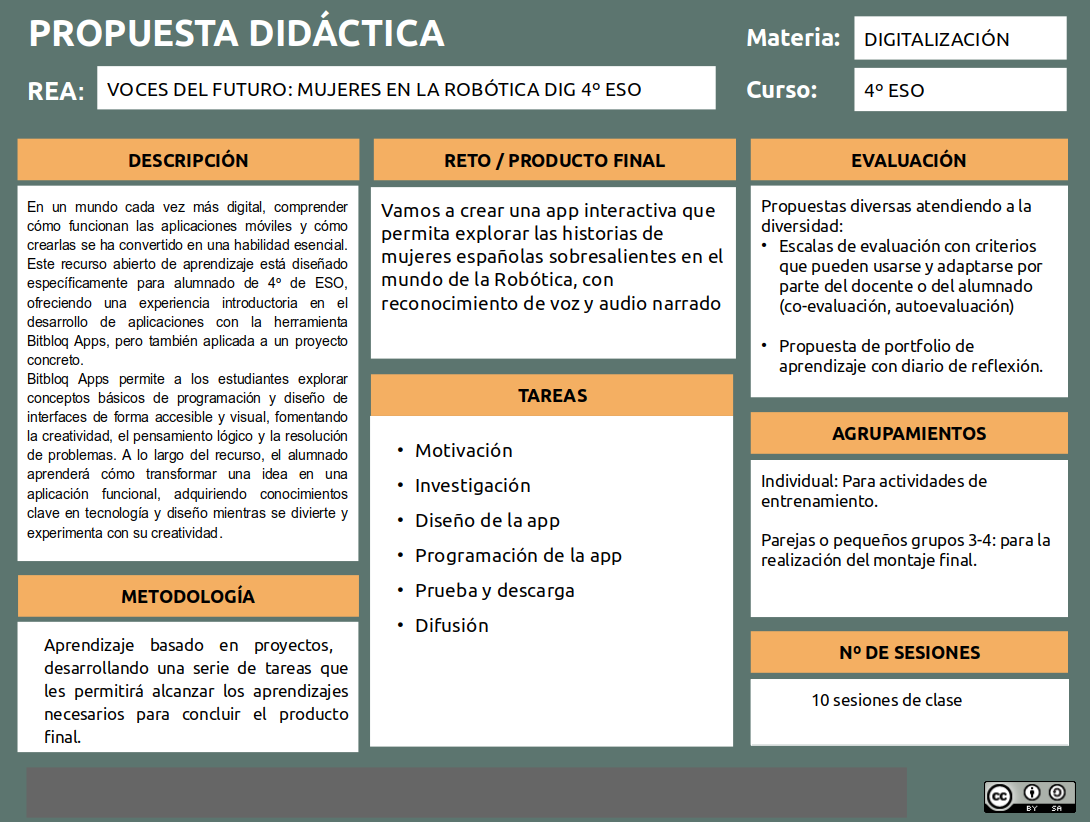 PROPUESTA DIDÁCTICA
Materia:
DIGITALIZACIÓN
REA:
VOCES DEL FUTURO: MUJERES EN LA ROBÓTICA DIG 4º ESO
Curso:
4º ESO
DESCRIPCIÓN
En un mundo cada vez más digital, comprender
cómo funcionan las aplicaciones móviles y cómo
crearlas se ha convertido en una habilidad esencial.
Este recurso abierto de aprendizaje está diseñado
específicamente para alumnado de 4º de ESO,
ofreciendo una experiencia introductoria en el
desarrollo de aplicaciones con la herramienta
Bitbloq Apps, pero también aplicada a un proyecto
concreto.
Bitbloq Apps permite a los estudiantes explorar
conceptos básicos de programación y diseño de
interfaces de forma accesible y visual, fomentando
la creatividad, el pensamiento lógico y la resolución
de problemas. A lo largo del recurso, el alumnado
aprenderá cómo transformar una idea en una
aplicación funcional, adquiriendo conocimientos
clave en tecnología y diseño mientras se divierte y
experimenta con su creatividad.
METODOLOGÍA
Aprendizaje basado en proyectos,
desarrollando una serie de tareas que
les permitirá alcanzar los aprendizajes
necesarios para concluir el producto
final.
RETO / PRODUCTO FINAL
Vamos a crear una app interactiva que
permita explorar las historias de
mujeres españolas sobresalientes en el
mundo de la Robótica, con
reconocimiento de voz y audio narrado
TAREAS
• Motivación
• Investigación
• Diseño de la app
• Programación de la app
• Prueba y descarga
• Difusión
EVALUACIÓN
Propuestas diversas atendiendo a la
diversidad:
• Escalas de evaluación con criterios
que pueden usarse y adaptarse por
parte del docente o del alumnado
(co-evaluación, autoevaluación)
• Propuesta de portfolio de
aprendizaje con diario de reflexión.
AGRUPAMIENTOS
Individual: Para actividades de
entrenamiento.
Parejas o pequeños grupos 3-4: para la
realización del montaje final.
Nº DE SESIONES
10 sesiones de clase
cc
BY SA